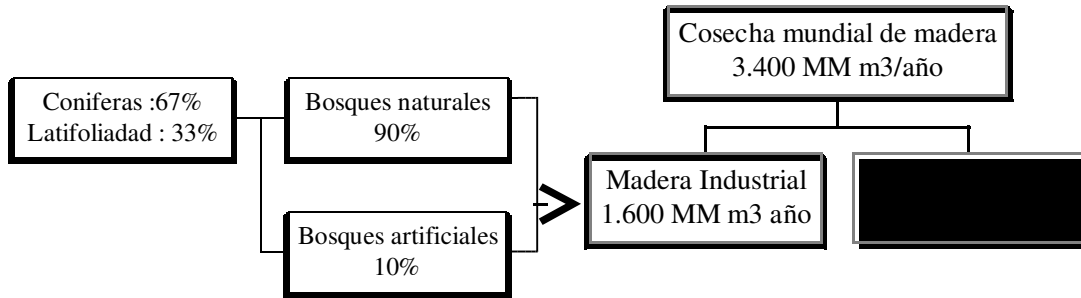 Cosecha mundial de madera
3.400 MM m3/año
Coniferas :67%
Latifoliadad : 33%
Bosques naturales
90%
Madera Industrial
1.600 MM m3 año
Bosques artificiales
10%